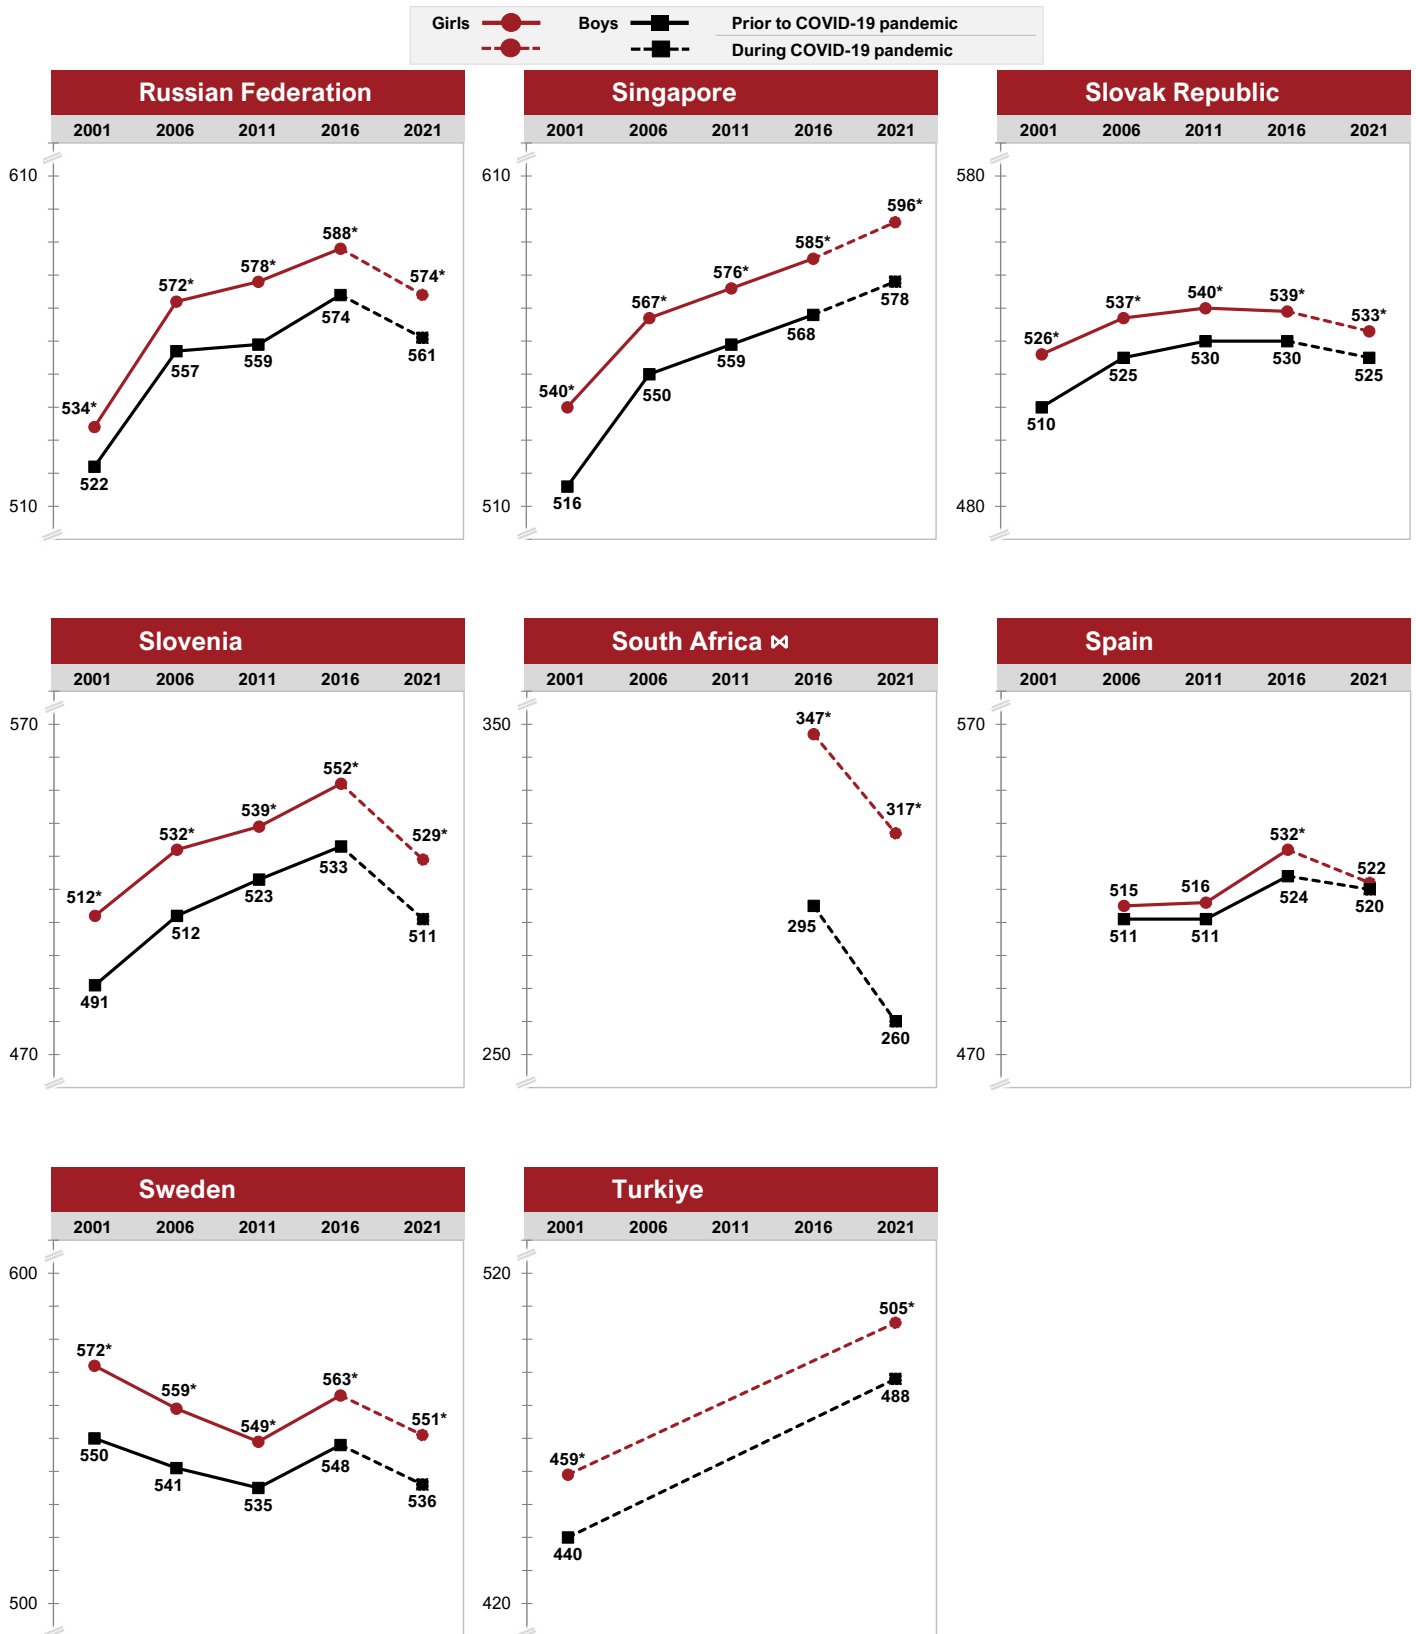 Girls Boys Prior to COVID-19 pandemic
During COVID-19 pandemic
Russian Federation
2001 2006 2011 2016 2021
610
588*
578*
574*
572*
574
561
559
557
534*
522
510
Singapore
2001 2006 2011 2016 2021
610
596*
585*
576*
567*
578
568
559
550
540*
516
510
Slovak Republic
2001 2006 2011 2016 2021
580
526* 537* 540* 539* 533*
510 525 530 530 525
480
Slovenia
2001 2006 2011 2016 2021
570
552*
539*
532*
529*
512*
533
523
512
511
491
470
South Africa ⋈
2001 2006 2011 2016 2021
350
347*
317*
295
260
250
Spain
2001 2006 2011 2016 2021
570
532*
515 516 522
511 511 524 520
470
Sweden
2001 2006 2011 2016 2021
600
572* 559* 549* 563* 551*
550 541 535 548 536
500
Turkiye
2001 2006 2011 2016 2021
520
505*
488
459*
440
420